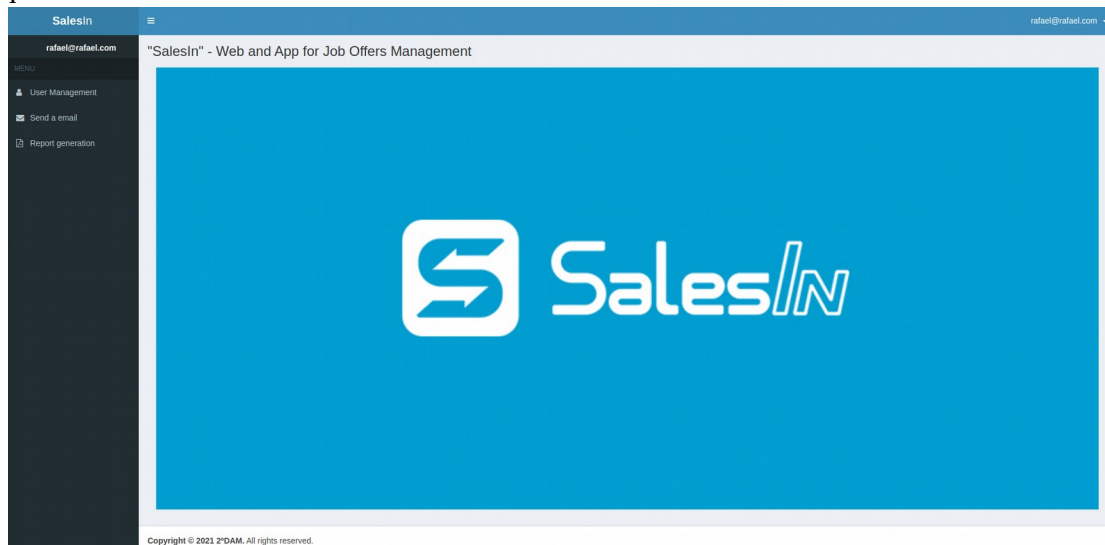 SalesIn
rafael@rafael.com
rafael@rafael.com
MENU
User Management
Send a email
Report generation
"SalesIn" - Web and App for Job Offers Management
SalesIn
Copyright © 2021 2ºDAM. All rights reserved.